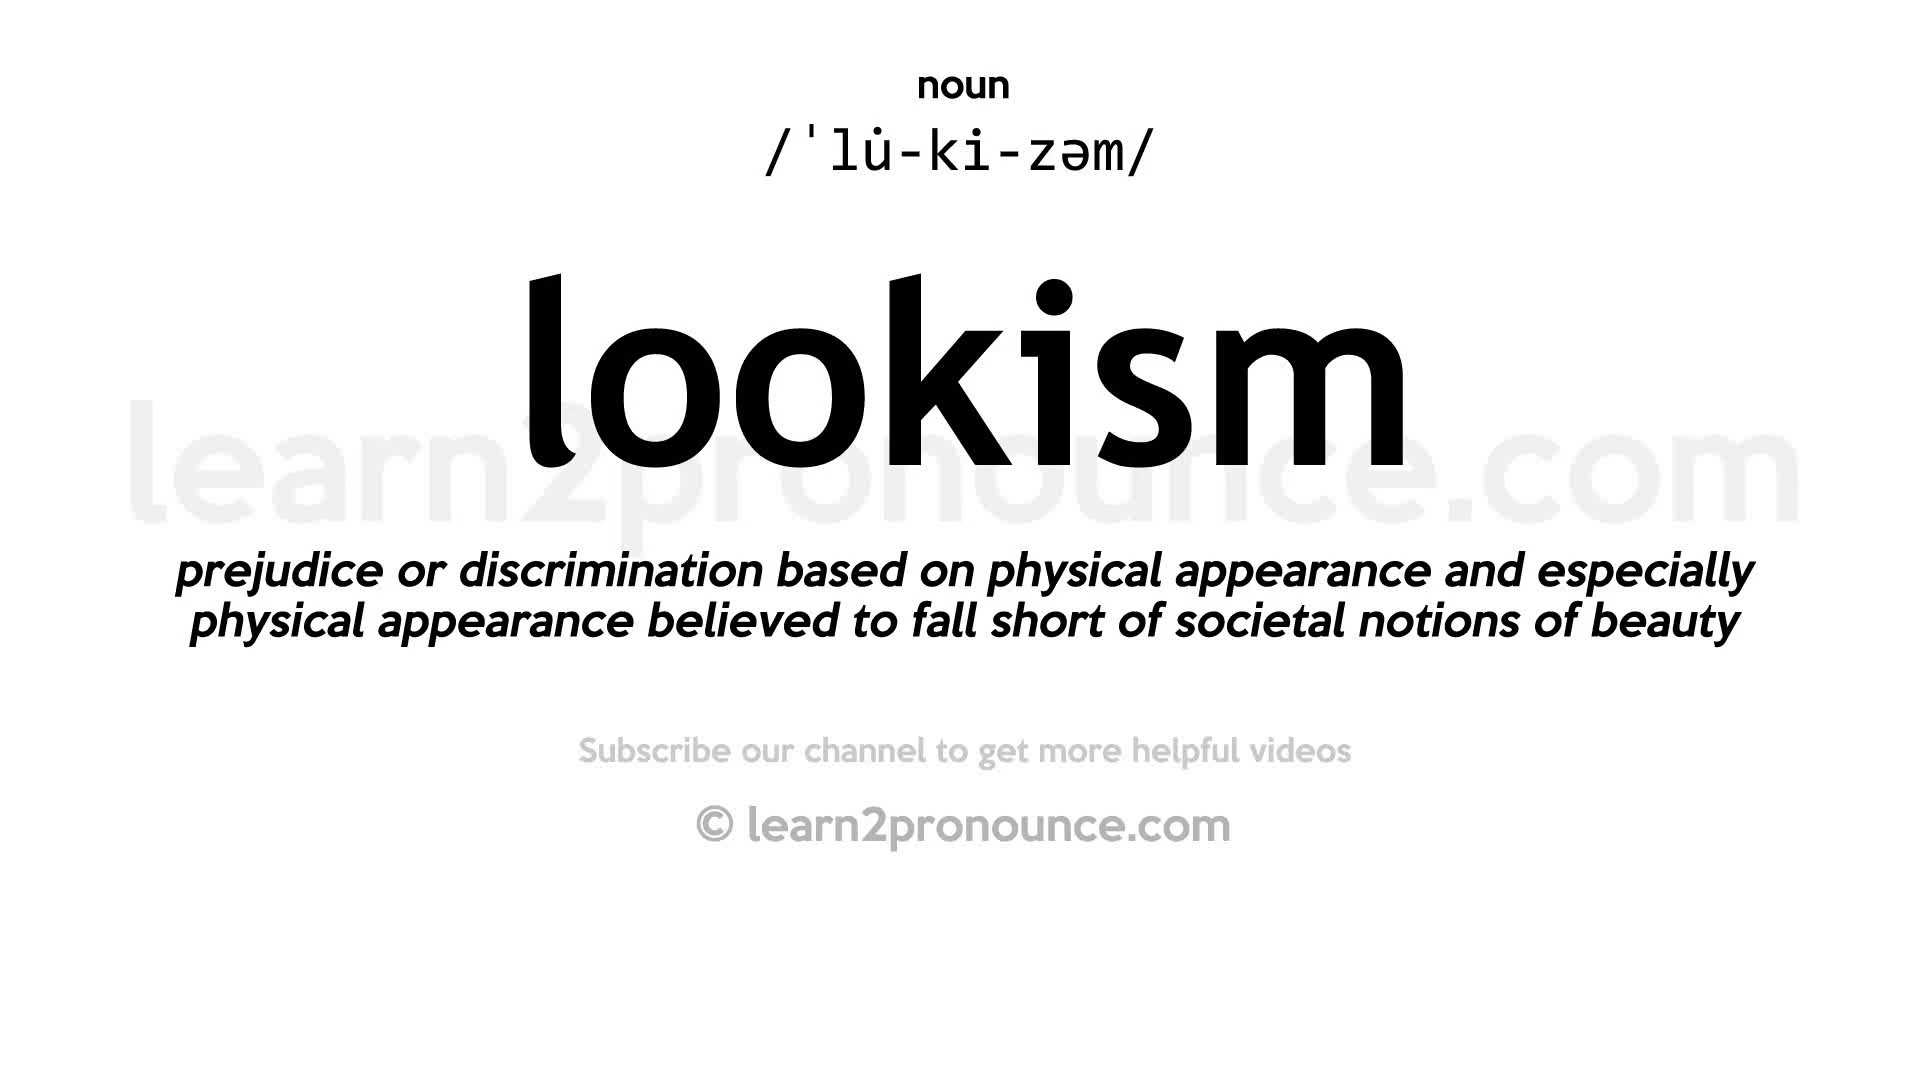 noun
/ˈlu̇-ki-zəm/
lookism
learn2pronounce.com
prejudice or discrimination based on physical appearance and especially
physical appearance believed to fall short of societal notions of beauty
Subscribe our channel to get more helpful videos
© learn2pronounce.com